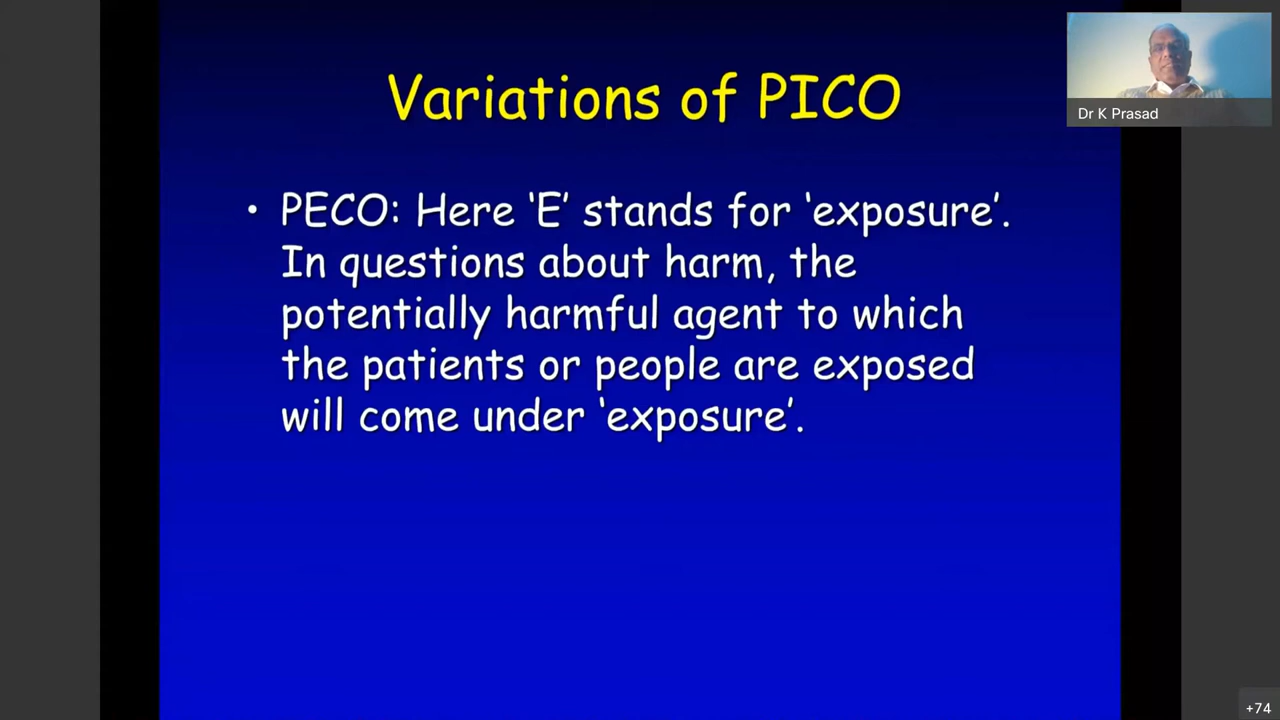 Variations of PICO
Dr K Prasad
• PECO: Here ‘E’ stands for ‘exposure’.
In questions about harm, the
potentially harmful agent to which
the patients or people are exposed
will come under ‘exposure’.
+74